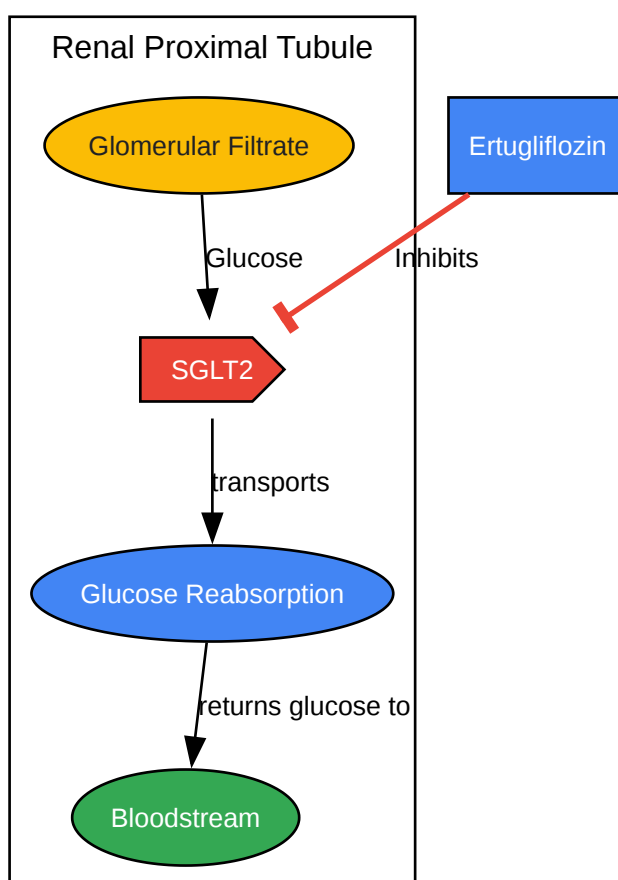 Renal Proximal Tubule
Glomerular Filtrate
Ertugliflozin
Glucose
Inhibits
SGLT2
transports
Glucose Reabsorption
returns glucose to
Bloodstream